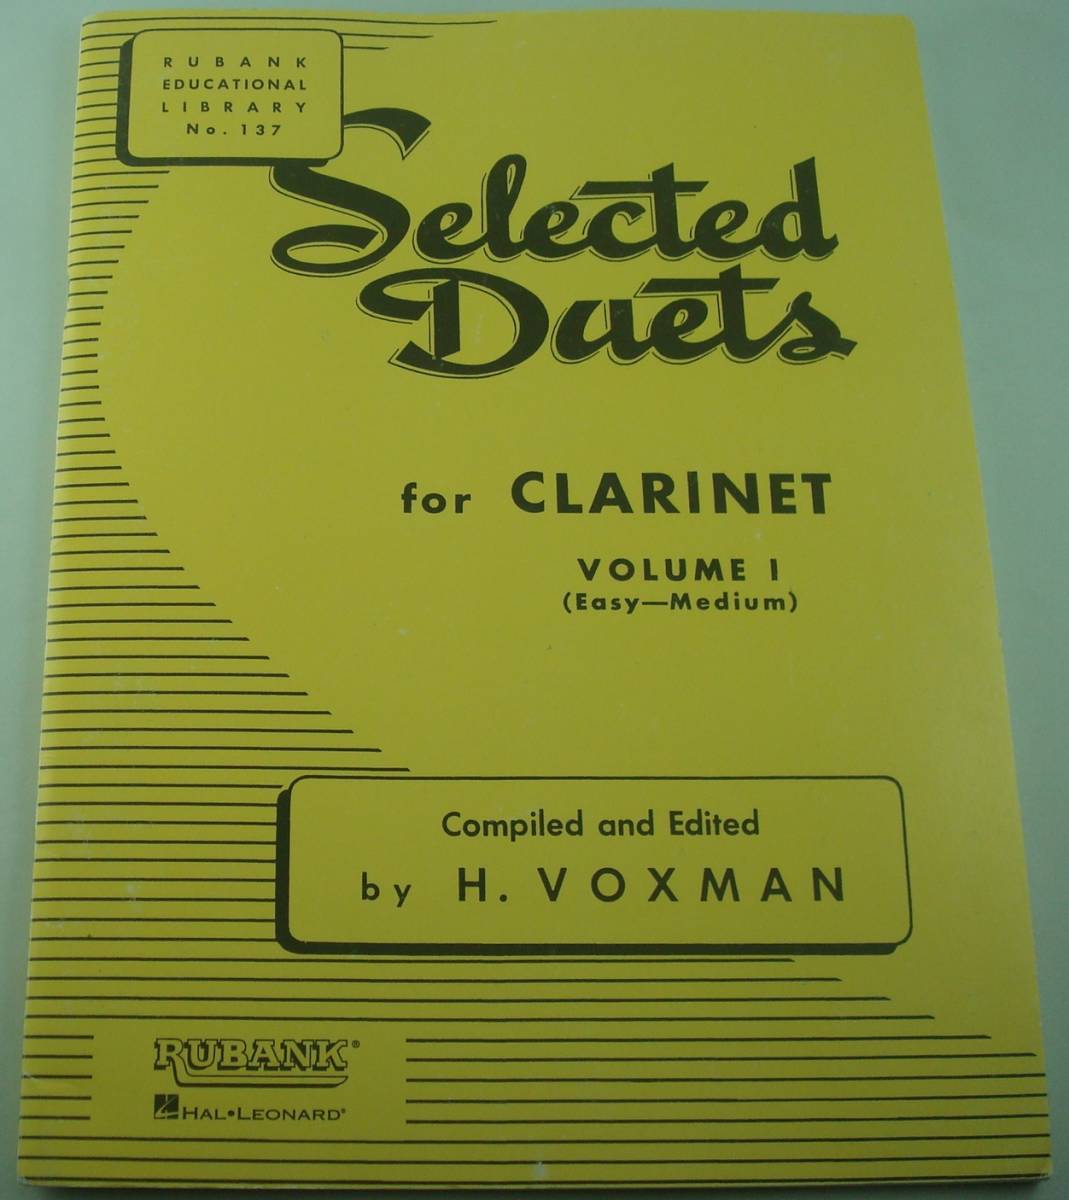 RUBANK
EDUCATIONAL
LIBRARY
No. 137
Selected
Duets
for CLARINET
VOLUME I
(Easy—Medium)
Compiled and Edited
by H. VOXMAN
RUBANK®
HAL•LEONARD®